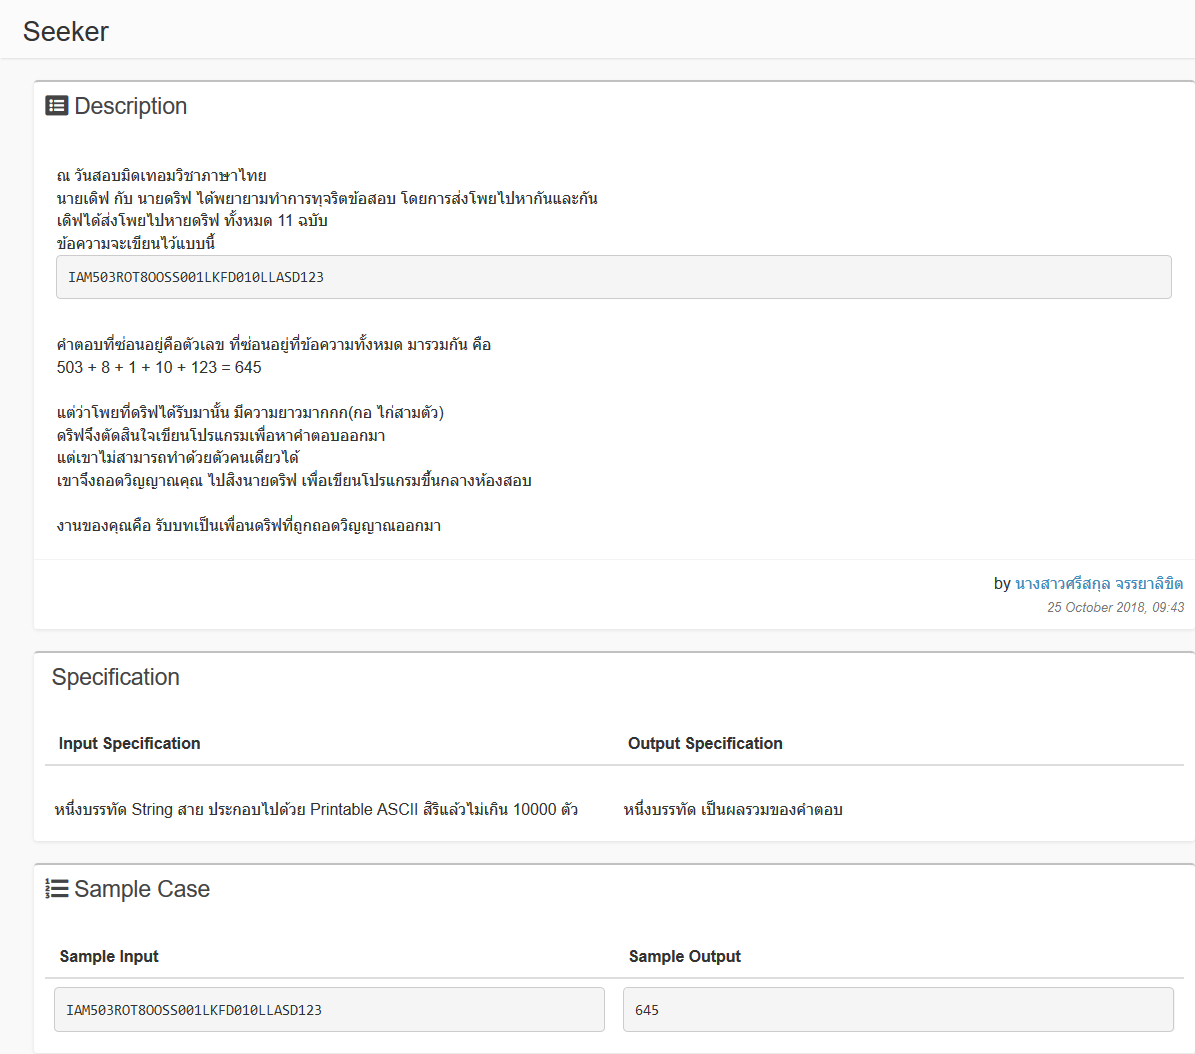 Seeker
Description
ณ วันสอบมิดเทอมวิชาภาษาไทย
นายเดิฟ กับ นายดริฟ ได้พยายามทำการทุจริตข้อสอบ โดยการส่งโพยไปหากันและกัน
เดิฟได้ส่งโพยไปหายดริฟ ทั้งหมด 11 ฉบับ
ข้อความจะเขียนไว้แบบนี้
IAM503ROT8OOSS001LKFD010LLASD123
คำตอบที่ซ่อนอยู่คือตัวเลข ที่ซ่อนอยู่ที่ข้อความทั้งหมด มารวมกัน คือ
503 + 8 + 1 + 10 + 123 = 645
แต่ว่าโพยที่ดริฟได้รับมานั้น มีความยาวมากกก(กอ ไก่สามตัว)
ดริฟจึงตัดสินใจเขียนโปรแกรมเพื่อหาคำตอบออกมา
แต่เขาไม่สามารถทำด้วยตัวคนเดียวได้
เขาจึงถอดวิญญาณคุณ ไปสิงนายดริฟ เพื่อเขียนโปรแกรมขึ้นกลางห้องสอบ
งานของคุณคือ รับบทเป็นเพื่อนดริฟที่ถูกถอดวิญญาณออกมา
by นางสาวศรีสกุล จรรยาลิขิต
25 October 2018, 09:43
Specification
Input Specification
Output Specification
หนึ่งบรรทัด String สาย ประกอบไปด้วย Printable ASCII สิริแล้วไม่เกิน 10000 ตัว
หนึ่งบรรทัด เป็นผลรวมของคำตอบ
Sample Case
Sample Input
Sample Output
IAM503ROT8OOSS001LKFD010LLASD123
645